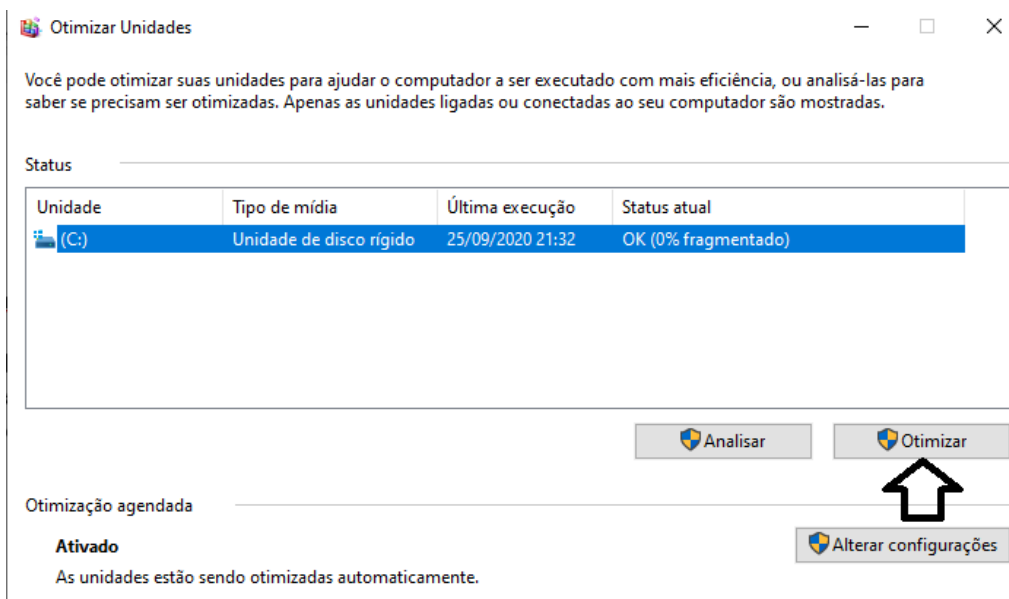 Otimizar Unidades
Você pode otimizar suas unidades para ajudar o computador a ser executado com mais eficiência, ou analisá-las para
saber se precisam ser otimizadas. Apenas as unidades ligadas ou conectadas ao seu computador são mostradas.
Status
Unidade Tipo de mídia Última execução Status atual
(C:) Unidade de disco rígido 25/09/2020 21:32 OK (0% fragmentado)
Analisar Otimizar
Otimização agendada
Ativado Alterar configurações
As unidades estão sendo otimizadas automaticamente.